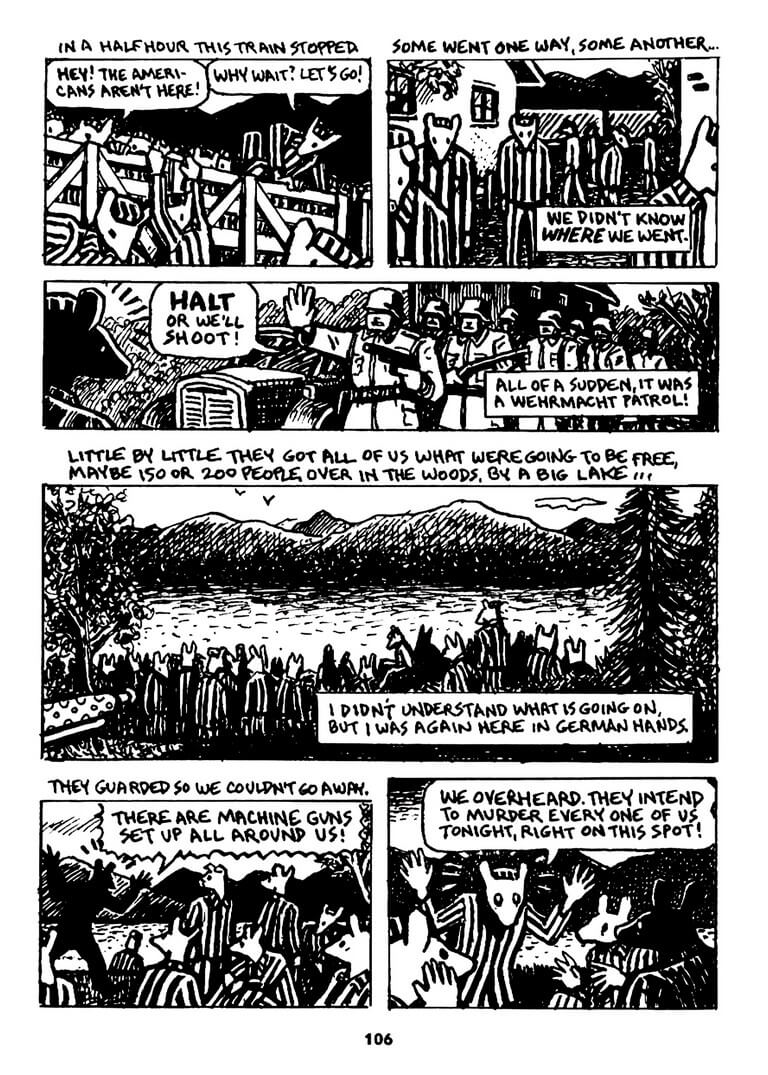 IN A HALF HOUR THIS TRAIN STOPPED.
HEY! THE AMERI-
CANS AREN'T HERE!
WHY WAIT? LET'S GO!
SOME WENT ONE WAY, SOME ANOTHER...
WE DIDN'T KNOW
WHERE WE WENT.
HALT
OR WE'LL
SHOOT!
ALL OF A SUDDEN, IT WAS
A WEHRMACHT PATROL!
LITTLE BY LITTLE THEY GOT ALL OF US WHAT WERE GOING TO BE FREE,
MAYBE 150 OR 200 PEOPLE, OVER IN THE WOODS, BY A BIG LAKE...
I DIDN'T UNDERSTAND WHAT IS GOING ON,
BUT I WAS AGAIN HERE IN GERMAN HANDS.
THEY GUARDED SO WE COULDN'T GO AWAY.
THERE ARE MACHINE GUNS
SET UP ALL AROUND US!
WE OVERHEARD. THEY INTEND
TO MURDER EVERY ONE OF US
TONIGHT, RIGHT ON THIS SPOT!
106